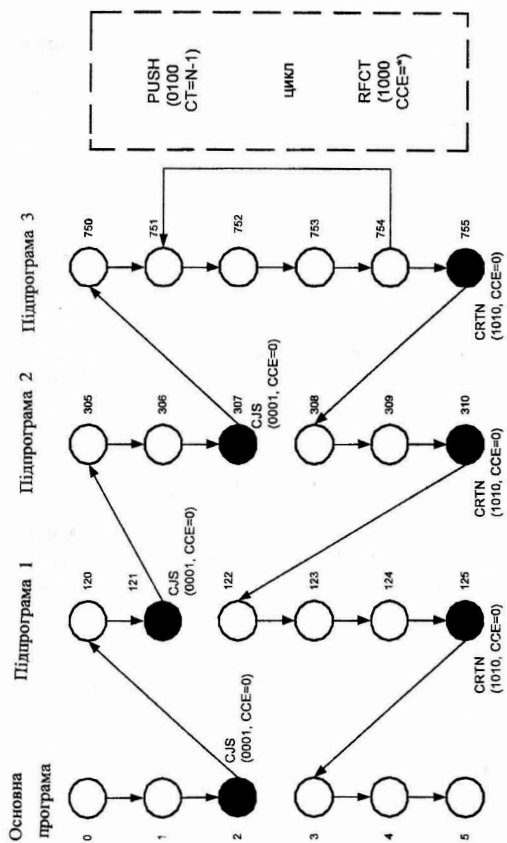 Основна
програма
0
1
2
CJS
(0001, CCE=0)
3
4
5
Підпрограма 1
120
121
CJS
(0001, CCE=0)
122
123
124
125
CRTN
(1010, CCE=0)
Підпрограма 2
305
306
307
CJS
(0001, CCE=0)
308
309
310
CRTN
(1010, CCE=0)
Підпрограма 3
750
751
752
753
754
755
CRTN
(1010, CCE=0)
PUSH
(0100
CT=N-1)
цикл
RFCT
(1000
CCE=*)